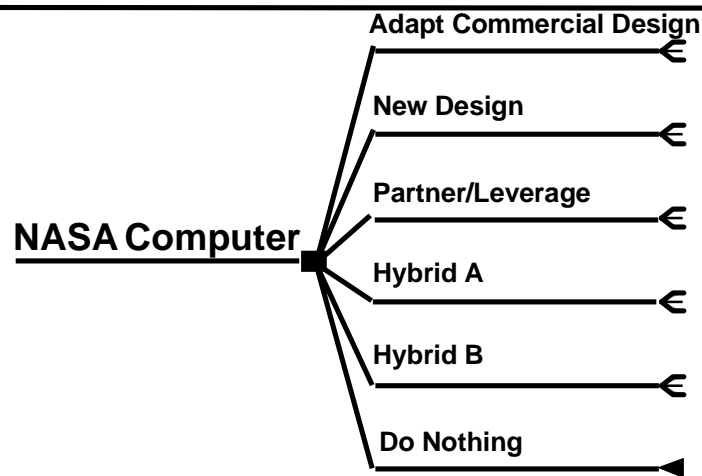 Adapt Commercial Design
New Design
Partner/Leverage
NASA Computer
Hybrid A
Hybrid B
Do Nothing